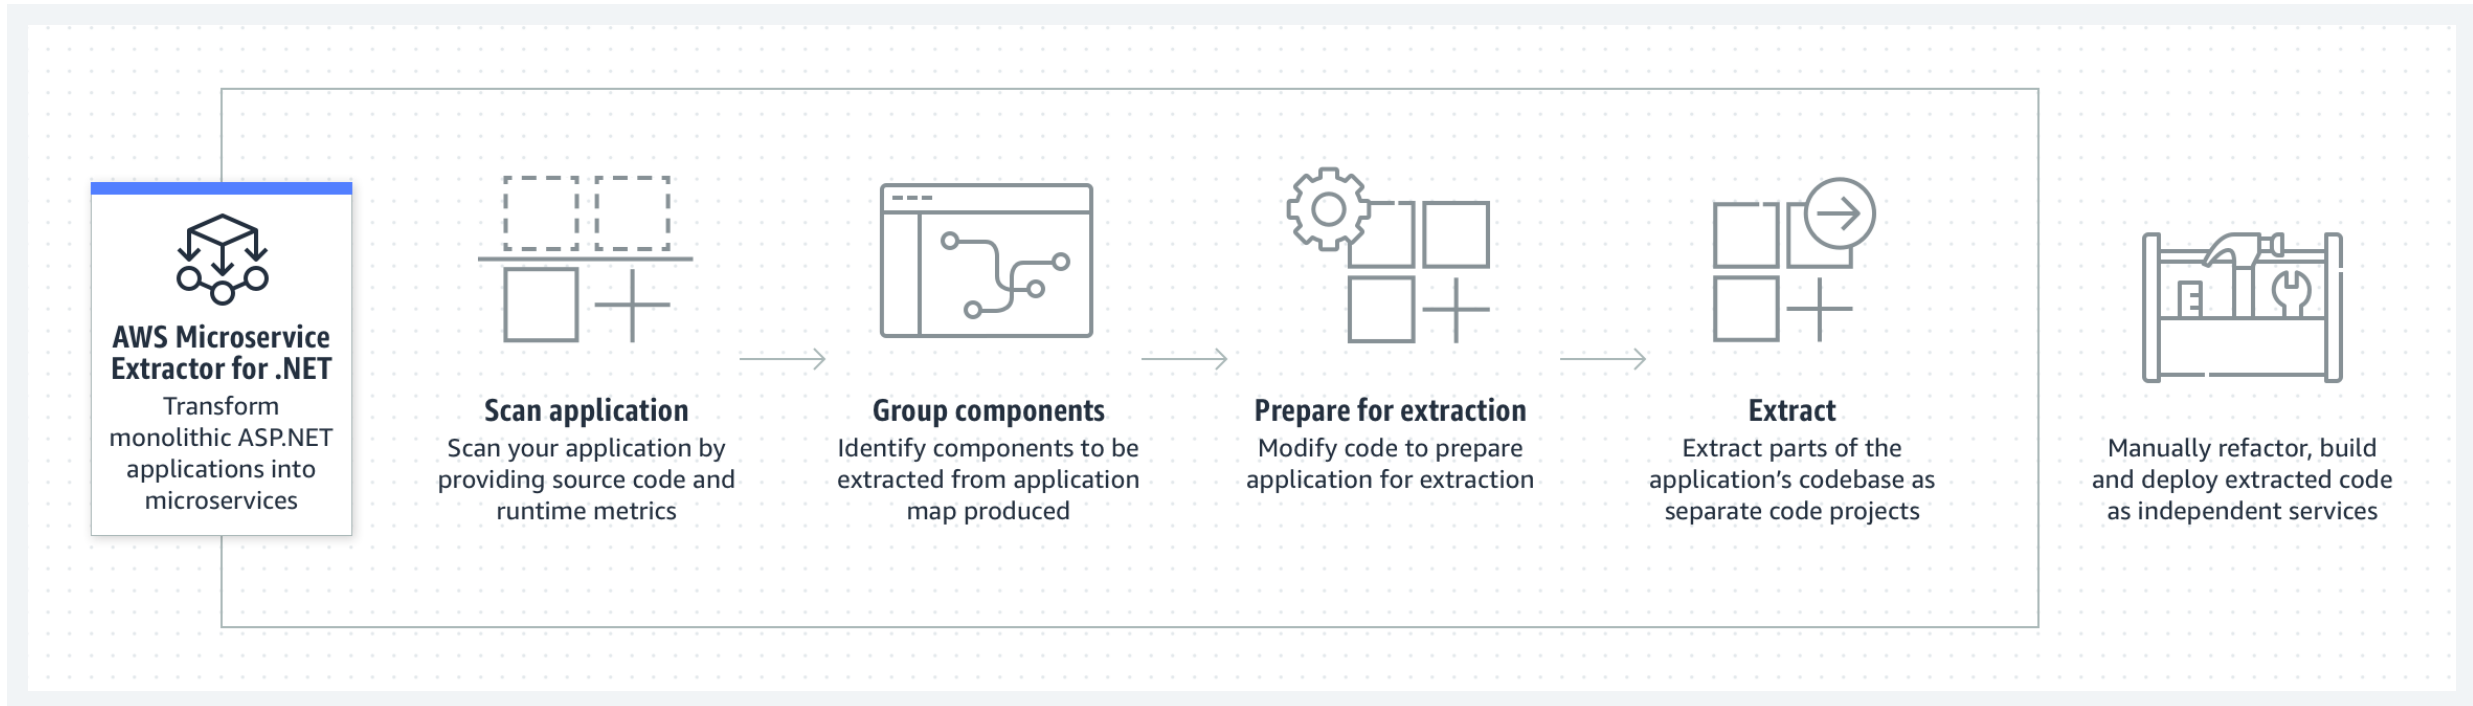 AWS Microservice
Extractor for .NET
Transform
monolithic ASP.NET
applications into
microservices
Scan application
Scan your application by
providing source code and
runtime metrics
Group components
Identify components to be
extracted from application
map produced
Prepare for extraction
Modify code to prepare
application for extraction
Extract
Extract parts of the
application’s codebase as
separate code projects
Manually refactor, build
and deploy extracted code
as independent services